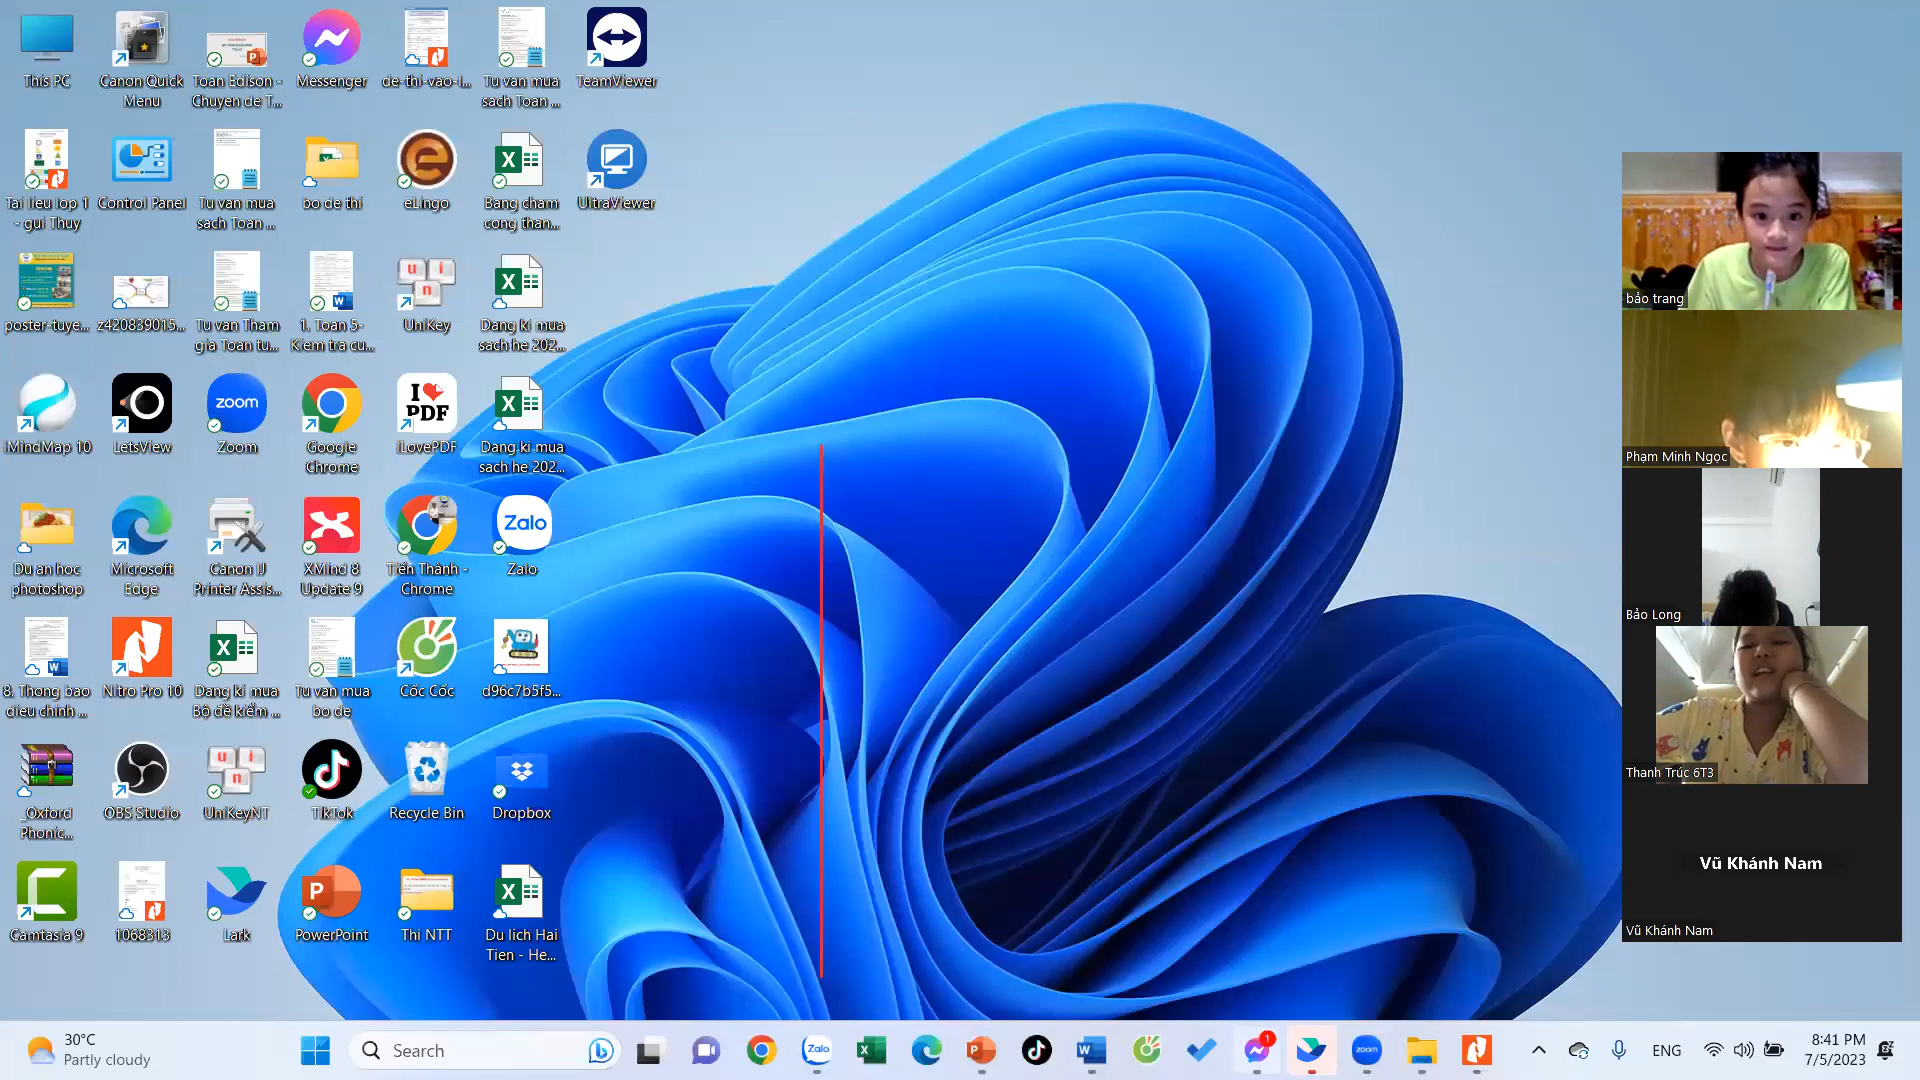 This PC
Canon Quick
Menu
Toan Edison -
Chuyen de T...
Messenger
de-thi-vao-l...
Tu van mua
sach Toan ...
TeamViewer
Tai lieu lop 1
- gui Thuy
Control Panel
Tu van mua
sach Toan ...
bo de thi
eLingo
Bang cham
cong than...
UltraViewer
poster-tuye...
z420839015...
Tu van Tham
gia Toan tu...
1. Toan 5-
Kiem tra cu...
UniKey
Dang ki mua
sach he 202...
iMindMap 10
LetsView
zoom
Zoom
Google
Chrome
I PDF
iLovePDF
Dang ki mua
sach he 202...
Du an hoc
photoshop
Microsoft
Edge
Canon IJ
Printer Assis...
XMind 8
Update 9
Tiến Thành -
Chrome
Zalo
Zalo
8. Thong bao
dieu chinh ...
Nitro Pro 10
Dang ki mua
Bộ đề kiểm ...
Tu van mua
bo de
Cốc Cốc
d96c7b5f5...
_Oxford
Phonic...
OBS Studio
UniKeyNT
TikTok
Recycle Bin
Dropbox
Camtasia 9
1068313
Lark
PowerPoint
Thi NTT
Du lich Hai
Tien - He...
bảo trang
Phạm Minh Ngọc
Bảo Long
Thanh Trúc 6T3
Vũ Khánh Nam
Vũ Khánh Nam
30°C
Partly cloudy
Search
Zalo
1
zoom
ENG
8:41 PM
7/5/2023